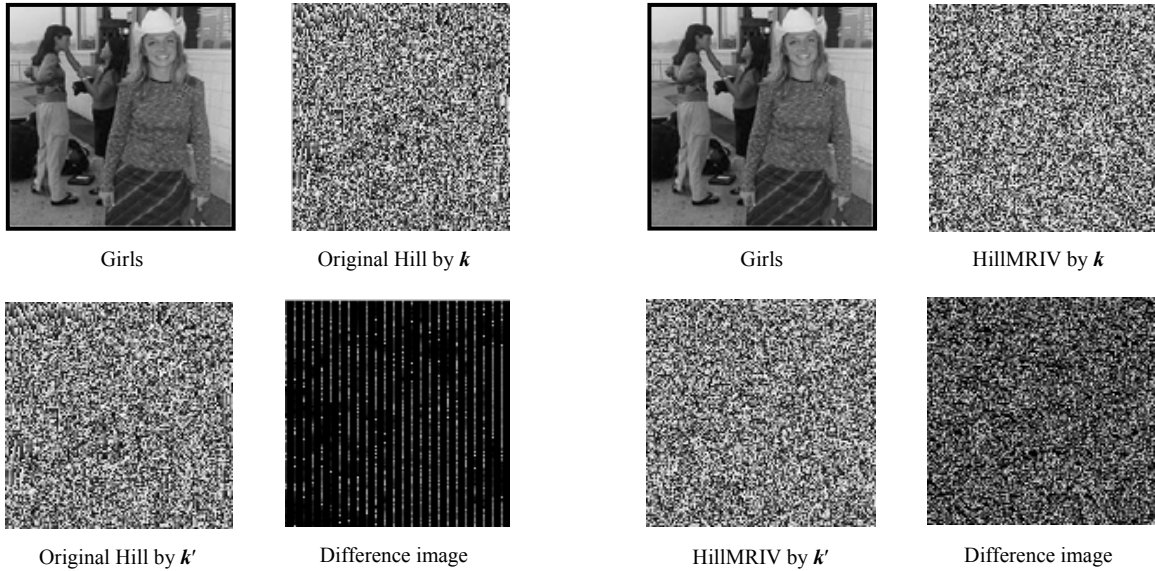 Girls
Original Hill by k
Girls
HillMRIV by k
Original Hill by k′
Difference image
HillMRIV by k′
Difference image